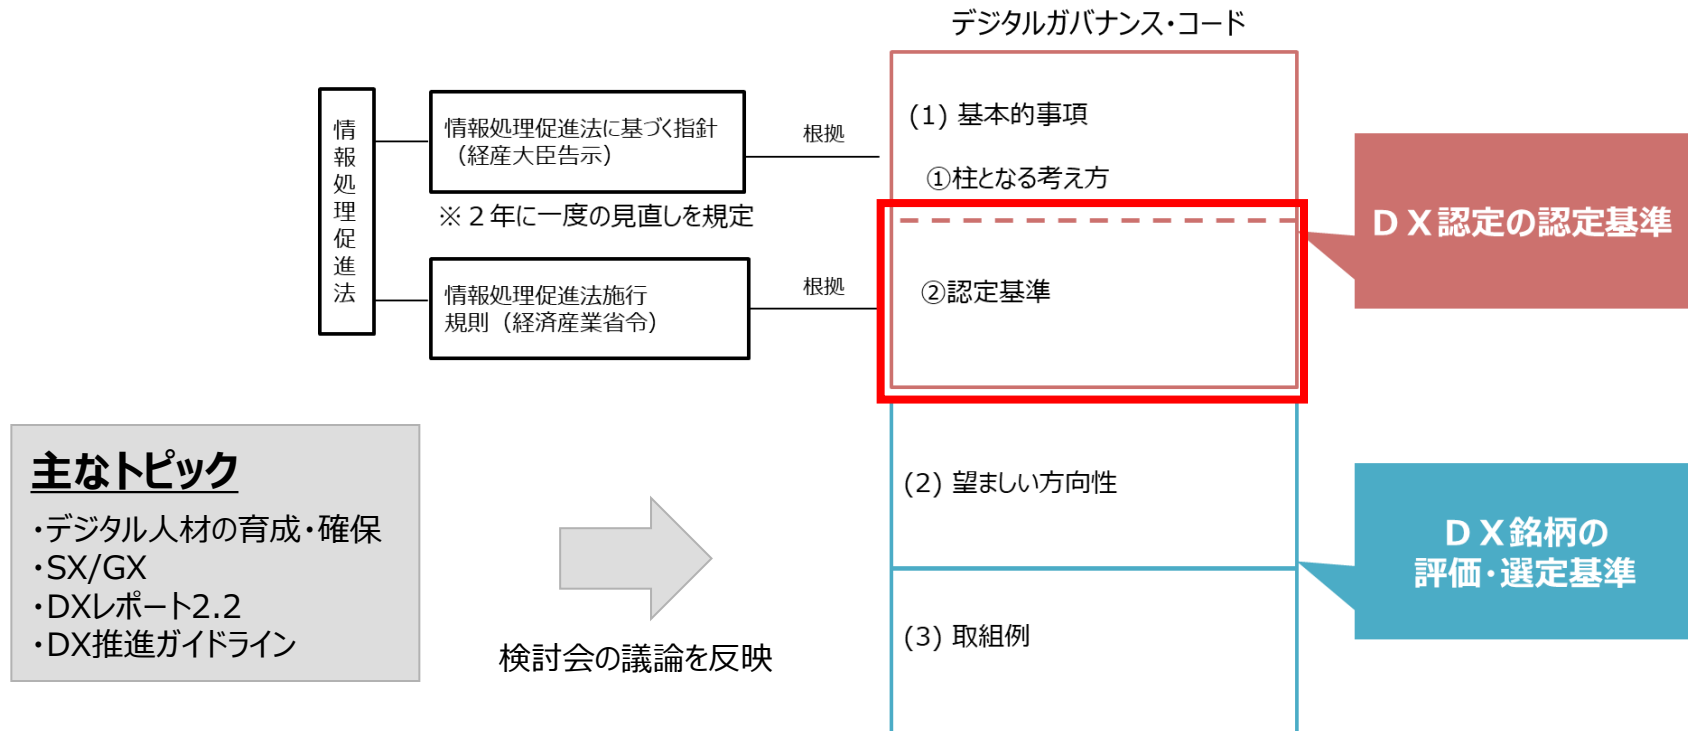 デジタルガバナンス・コード
情報処理促進法
情報処理促進法に基づく指針
（経産大臣告示）
根拠
※２年に一度の見直しを規定
情報処理促進法施行
規則（経済産業省令）
根拠
(1) 基本的事項
①柱となる考え方
②認定基準
ＤＸ認定の認定基準
主なトピック
・デジタル人材の育成・確保
・SX/GX
・DXレポート2.2
・DX推進ガイドライン
検討会の議論を反映
(2) 望ましい方向性
(3) 取組例
ＤＸ銘柄の
評価・選定基準